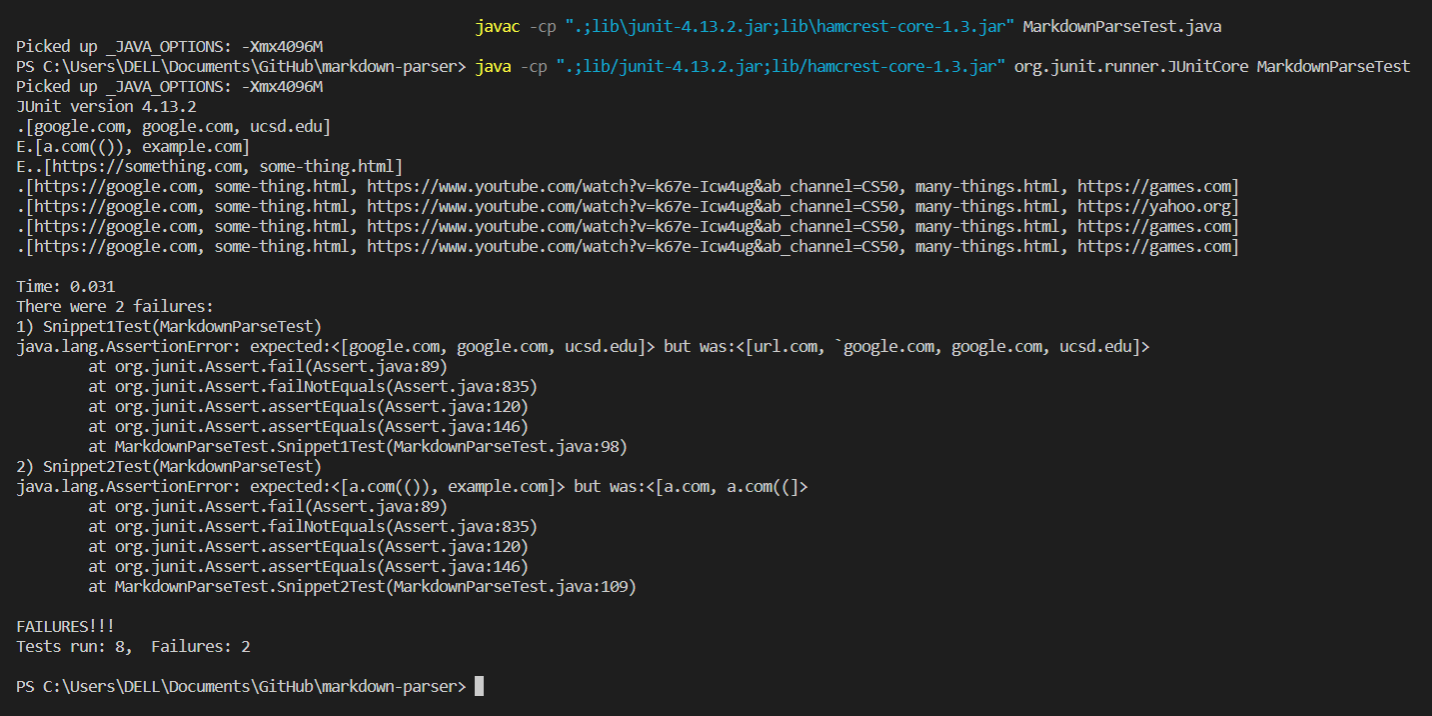 javac -cp ".;lib\junit-4.13.2.jar;lib\hamcrest-core-1.3.jar" MarkdownParseTest.java
Picked up _JAVA_OPTIONS: -Xmx4096M
PS C:\Users\DELL\Documents\GitHub\markdown-parser> java -cp ".;lib/junit-4.13.2.jar;lib/hamcrest-core-1.3.jar" org.junit.runner.JUnitCore MarkdownParseTest
Picked up _JAVA_OPTIONS: -Xmx4096M
JUnit version 4.13.2
.[google.com, google.com, ucsd.edu]
E.[a.com(()), example.com]
E..[https://something.com, some-thing.html]
.[https://google.com, some-thing.html, https://www.youtube.com/watch?v=k67e-Icw4ug&ab_channel=CS50, many-things.html, https://games.com]
.[https://google.com, some-thing.html, https://www.youtube.com/watch?v=k67e-Icw4ug&ab_channel=CS50, many-things.html, https://yahoo.org]
.[https://google.com, some-thing.html, https://www.youtube.com/watch?v=k67e-Icw4ug&ab_channel=CS50, many-things.html, https://games.com]
.[https://google.com, some-thing.html, https://www.youtube.com/watch?v=k67e-Icw4ug&ab_channel=CS50, many-things.html, https://games.com]
Time: 0.031
There were 2 failures:
1) Snippet1Test(MarkdownParseTest)
java.lang.AssertionError: expected:<[google.com, google.com, ucsd.edu]> but was:<[url.com, `google.com, google.com, ucsd.edu]>
at org.junit.Assert.fail(Assert.java:89)
at org.junit.Assert.failNotEquals(Assert.java:835)
at org.junit.Assert.assertEquals(Assert.java:120)
at org.junit.Assert.assertEquals(Assert.java:146)
at MarkdownParseTest.Snippet1Test(MarkdownParseTest.java:98)
2) Snippet2Test(MarkdownParseTest)
java.lang.AssertionError: expected:<[a.com(()), example.com]> but was:<[a.com, a.com((]>
at org.junit.Assert.fail(Assert.java:89)
at org.junit.Assert.failNotEquals(Assert.java:835)
at org.junit.Assert.assertEquals(Assert.java:120)
at org.junit.Assert.assertEquals(Assert.java:146)
at MarkdownParseTest.Snippet2Test(MarkdownParseTest.java:109)
FAILURES!!!
Tests run: 8,  Failures: 2
PS C:\Users\DELL\Documents\GitHub\markdown-parser>